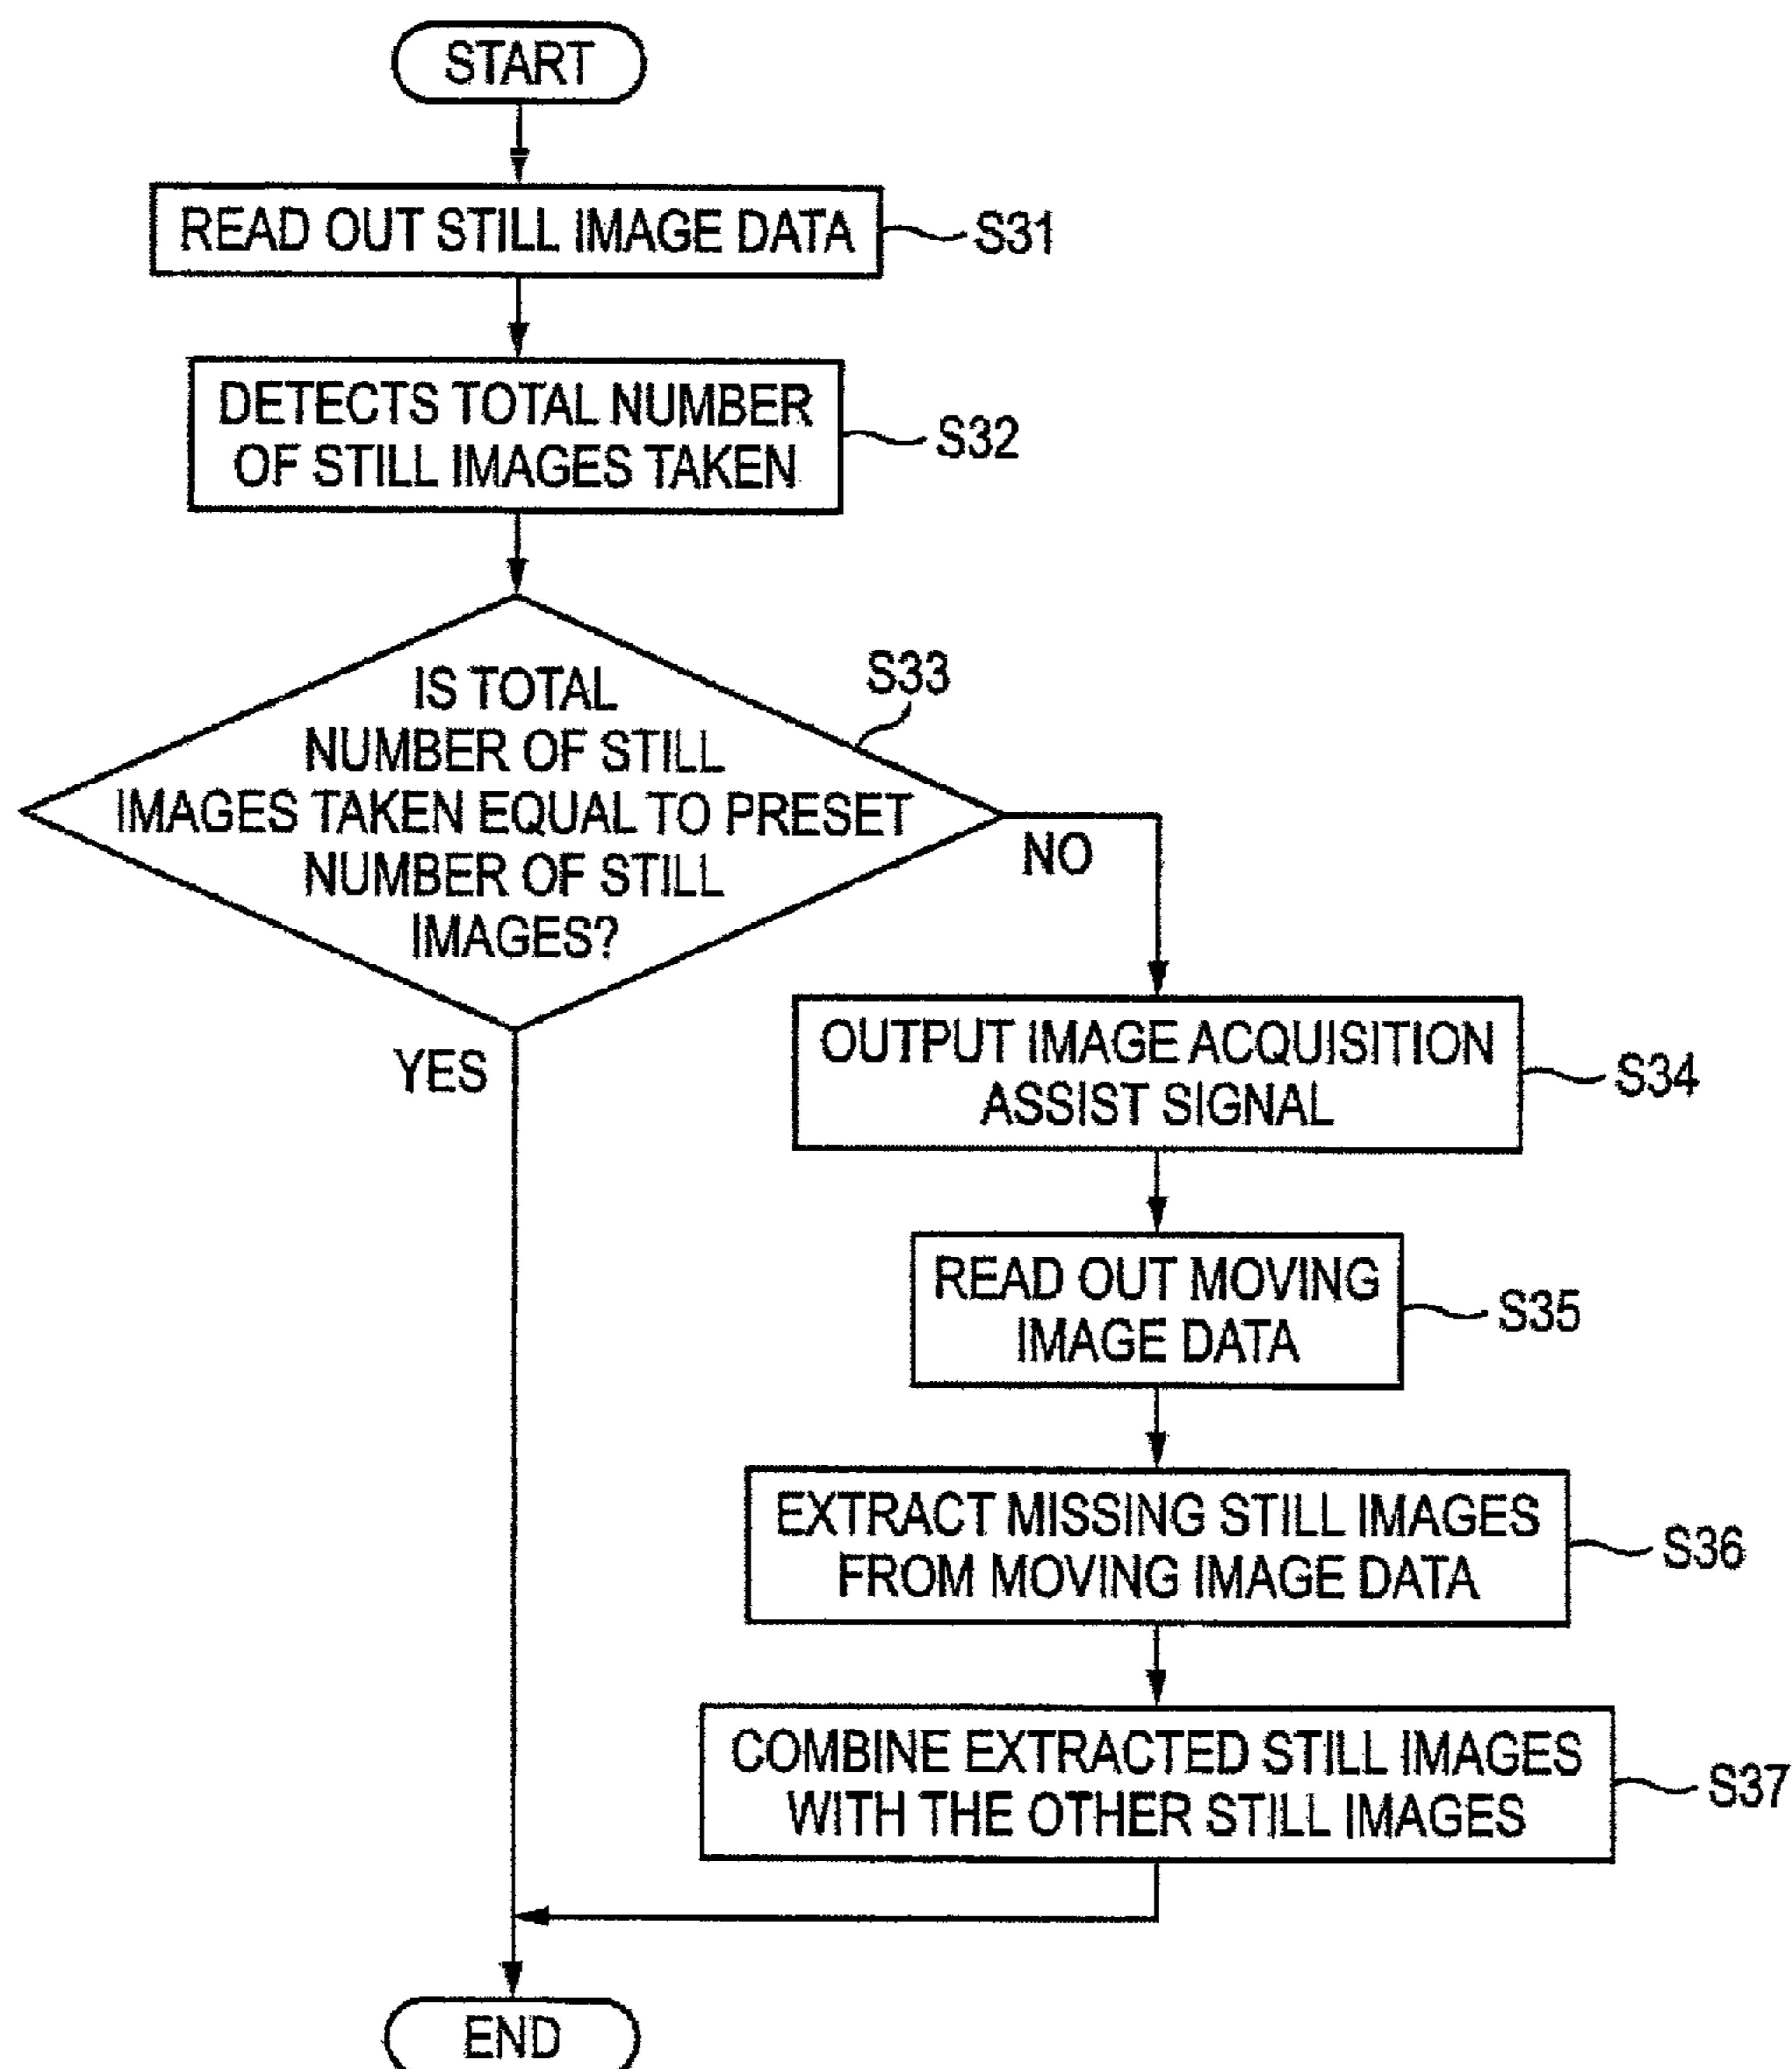 START
READ OUT STILL IMAGE DATA
S31
DETECTS TOTAL NUMBER
OF STILL IMAGES TAKEN
S32
IS TOTAL
NUMBER OF STILL
IMAGES TAKEN EQUAL TO PRESET
NUMBER OF STILL
IMAGES?
S33
NO
YES
OUTPUT IMAGE ACQUISITION
ASSIST SIGNAL
S34
READ OUT MOVING
IMAGE DATA
S35
EXTRACT MISSING STILL IMAGES
FROM MOVING IMAGE DATA
S36
COMBINE EXTRACTED STILL IMAGES
WITH THE OTHER STILL IMAGES
S37
END